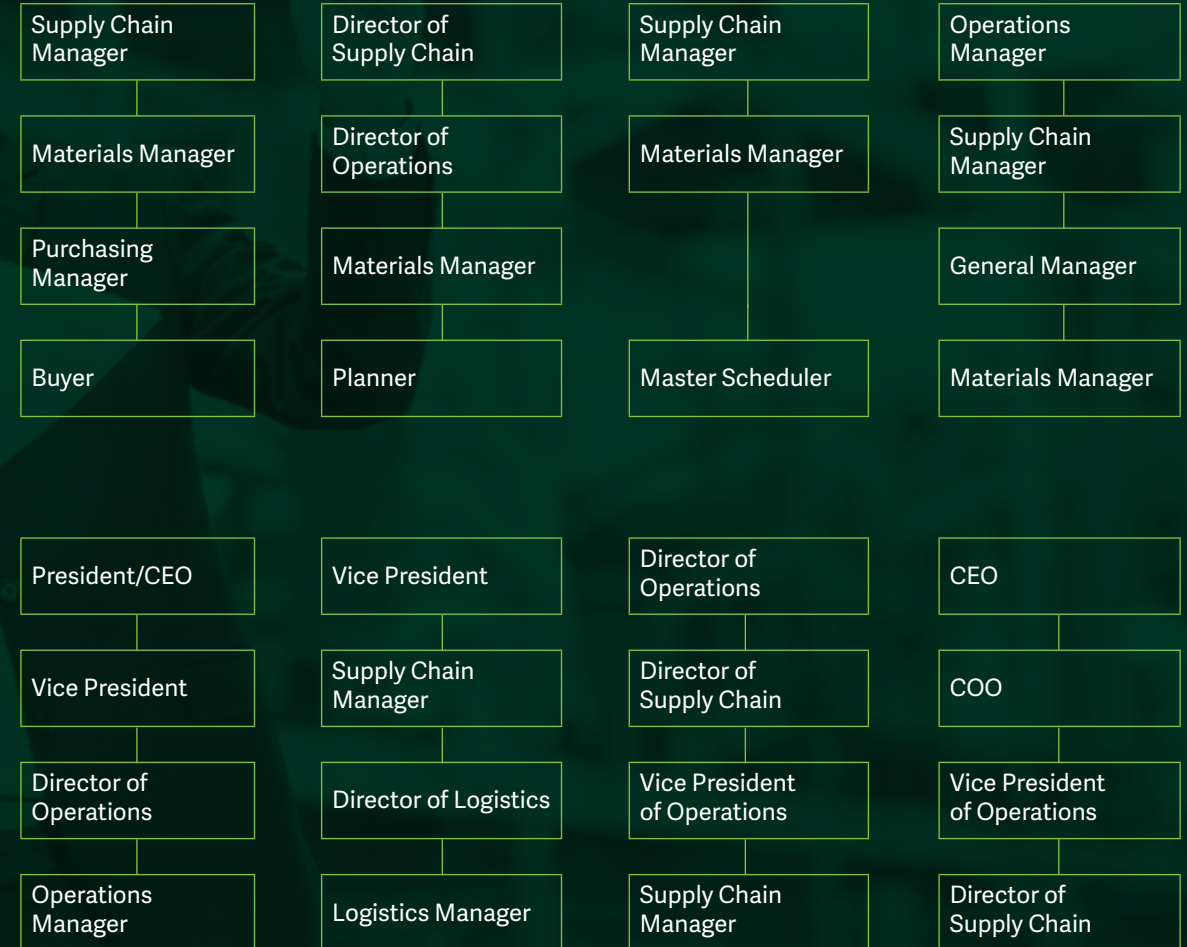 Supply Chain
Manager
Director of
Supply Chain
Supply Chain
Manager
Operations
Manager
Materials Manager
Director of
Operations
Materials Manager
Supply Chain
Manager
Purchasing
Manager
Materials Manager
General Manager
Buyer
Planner
Master Scheduler
Materials Manager
President/CEO
Vice President
Director of
Operations
CEO
Vice President
Supply Chain
Manager
Director of
Supply Chain
COO
Director of
Operations
Director of Logistics
Vice President
of Operations
Vice President
of Operations
Operations
Manager
Logistics Manager
Supply Chain
Manager
Director of
Supply Chain